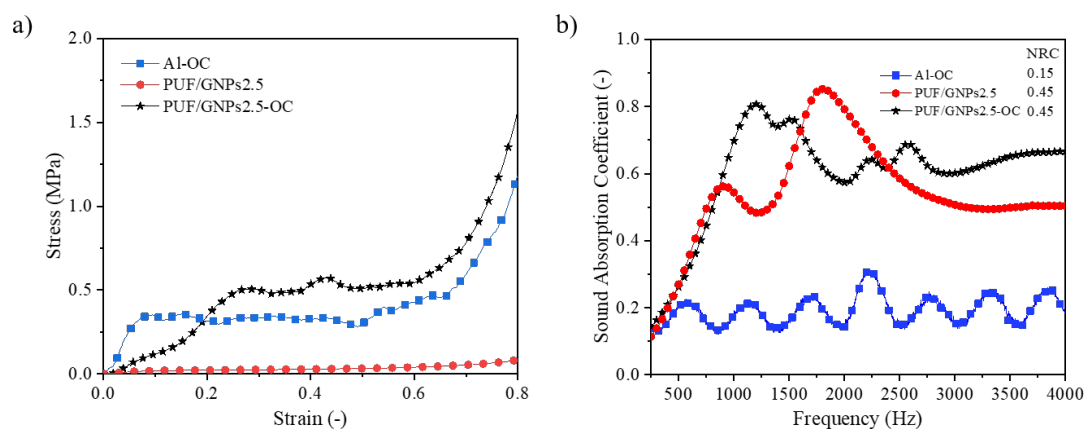 a)
2.0
1.5
1.0
0.5
0.0
Stress (MPa)
Al-OC
PUF/GNPs2.5
PUF/GNPs2.5-OC
0.0 0.2 0.4 0.6 0.8
Strain (-)
b)
1.0
0.8
0.6
0.4
0.2
0.0
Sound Absorption Coefficient (-)
NRC
Al-OC 0.15
PUF/GNPs2.5 0.45
PUF/GNPs2.5-OC 0.45
500 1000 1500 2000 2500 3000 3500 4000
Frequency (Hz)